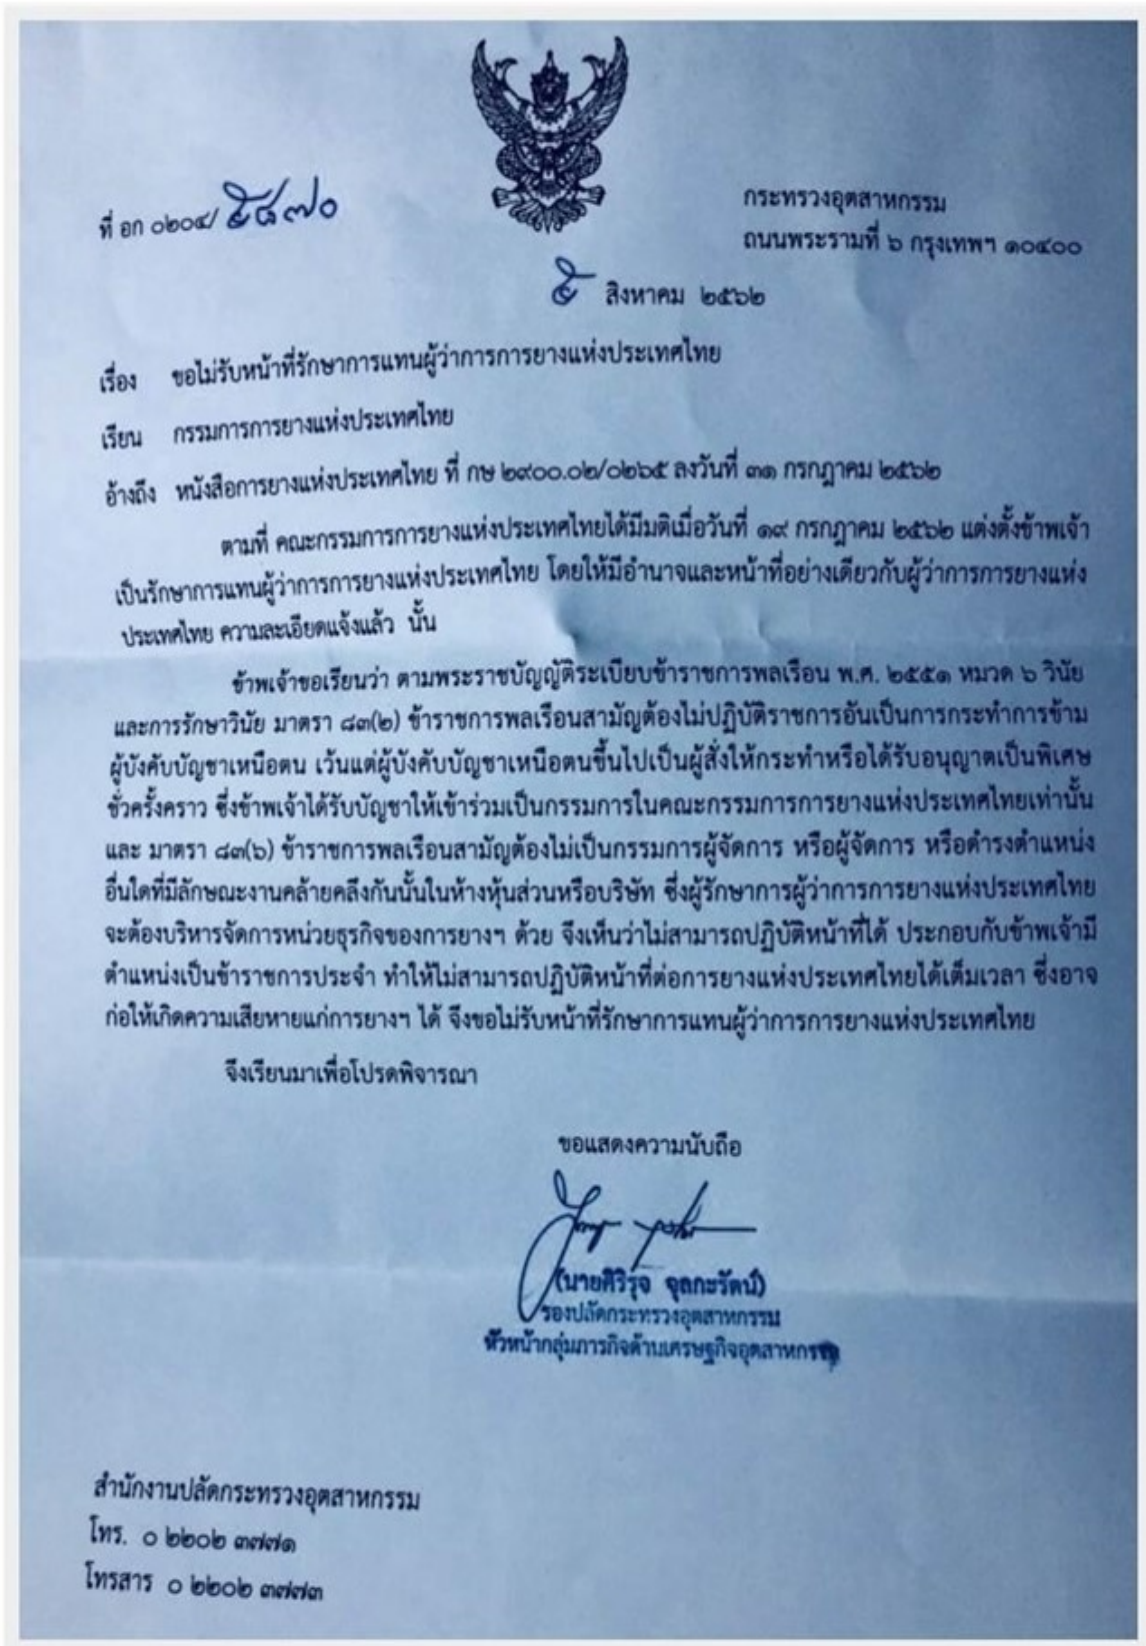 ที่ อก ๐๒๐๔/ ๕๘๗๐
กระทรวงอุตสาหกรรม
ถนนพระรามที่ ๖ กรุงเทพฯ ๑๐๔๐๐
๕ สิงหาคม ๒๕๖๒
เรื่อง ขอไม่รับหน้าที่รักษาการแทนผู้ว่าการการยางแห่งประเทศไทย
เรียน กรรมการการยางแห่งประเทศไทย
อ้างถึง หนังสือการยางแห่งประเทศไทย ที่ กษ ๒๙๐๐.๐๒/๐๒๖๕ ลงวันที่ ๓๑ กรกฎาคม ๒๕๖๒
ตามที่ คณะกรรมการการยางแห่งประเทศไทยได้มีมติเมื่อวันที่ ๑๙ กรกฎาคม ๒๕๖๒ แต่งตั้งข้าพเจ้า
เป็นรักษาการแทนผู้ว่าการการยางแห่งประเทศไทย โดยให้มีอำนาจและหน้าที่อย่างเดียวกับผู้ว่าการการยางแห่ง
ประเทศไทย ความละเอียดแจ้งแล้ว นั้น
ข้าพเจ้าขอเรียนว่า ตามพระราชบัญญัติระเบียบข้าราชการพลเรือน พ.ศ. ๒๕๕๑ หมวด ๖ วินัย
และการรักษาวินัย มาตรา ๘๓(๒) ข้าราชการพลเรือนสามัญต้องไม่ปฏิบัติราชการอันเป็นการกระทำการข้าม
ผู้บังคับบัญชาเหนือตน เว้นแต่ผู้บังคับบัญชาเหนือตนขึ้นไปเป็นผู้สั่งให้กระทำหรือได้รับอนุญาตเป็นพิเศษ
ชั่วครั้งคราว ซึ่งข้าพเจ้าได้รับบัญชาให้เข้าร่วมเป็นกรรมการในคณะกรรมการการยางแห่งประเทศไทยเท่านั้น
และ มาตรา ๘๓(๖) ข้าราชการพลเรือนสามัญต้องไม่เป็นกรรมการผู้จัดการ หรือผู้จัดการ หรือดำรงตำแหน่ง
อื่นใดที่มีลักษณะงานคล้ายคลึงกันนั้นในห้างหุ้นส่วนหรือบริษัท ซึ่งผู้รักษาการผู้ว่าการการยางแห่งประเทศไทย
จะต้องบริหารจัดการหน่วยธุรกิจของการยางฯ ด้วย จึงเห็นว่าไม่สามารถปฏิบัติหน้าที่ได้ ประกอบกับข้าพเจ้ามี
ตำแหน่งเป็นข้าราชการประจำ ทำให้ไม่สามารถปฏิบัติหน้าที่ต่อการยางแห่งประเทศไทยได้เต็มเวลา ซึ่งอาจ
ก่อให้เกิดความเสียหายแก่การยางฯ ได้ จึงขอไม่รับหน้าที่รักษาการแทนผู้ว่าการการยางแห่งประเทศไทย
จึงเรียนมาเพื่อโปรดพิจารณา
ขอแสดงความนับถือ
(นายศิริรุจ จุลกะรัตน์)
รองปลัดกระทรวงอุตสาหกรรม
หัวหน้ากลุ่มภารกิจด้านเศรษฐกิจอุตสาหกรรม
สำนักงานปลัดกระทรวงอุตสาหกรรม
โทร. ๐ ๒๒๐๒ ๓๗๗๑
โทรสาร ๐ ๒๒๐๒ ๓๗๗๓